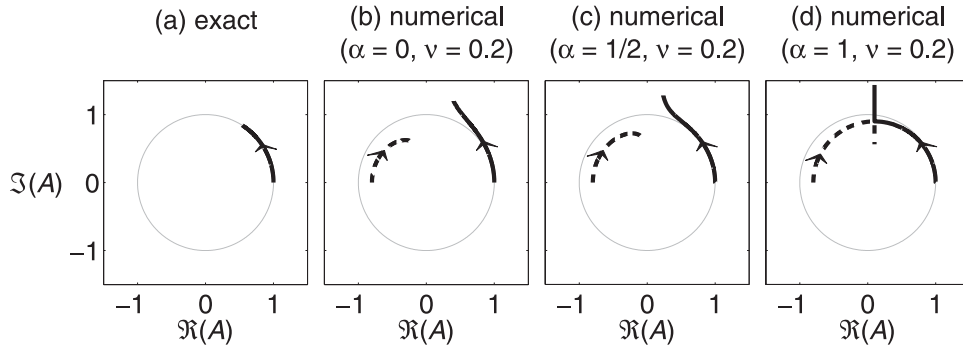 (a) exact
(b) numerical
(α = 0, ν = 0.2)
(c) numerical
(α = 1/2, ν = 0.2)
(d) numerical
(α = 1, ν = 0.2)
ℑ(A)
1
0
−1
−1 0 1
ℜ(A)
−1 0 1
ℜ(A)
−1 0 1
ℜ(A)
−1 0 1
ℜ(A)